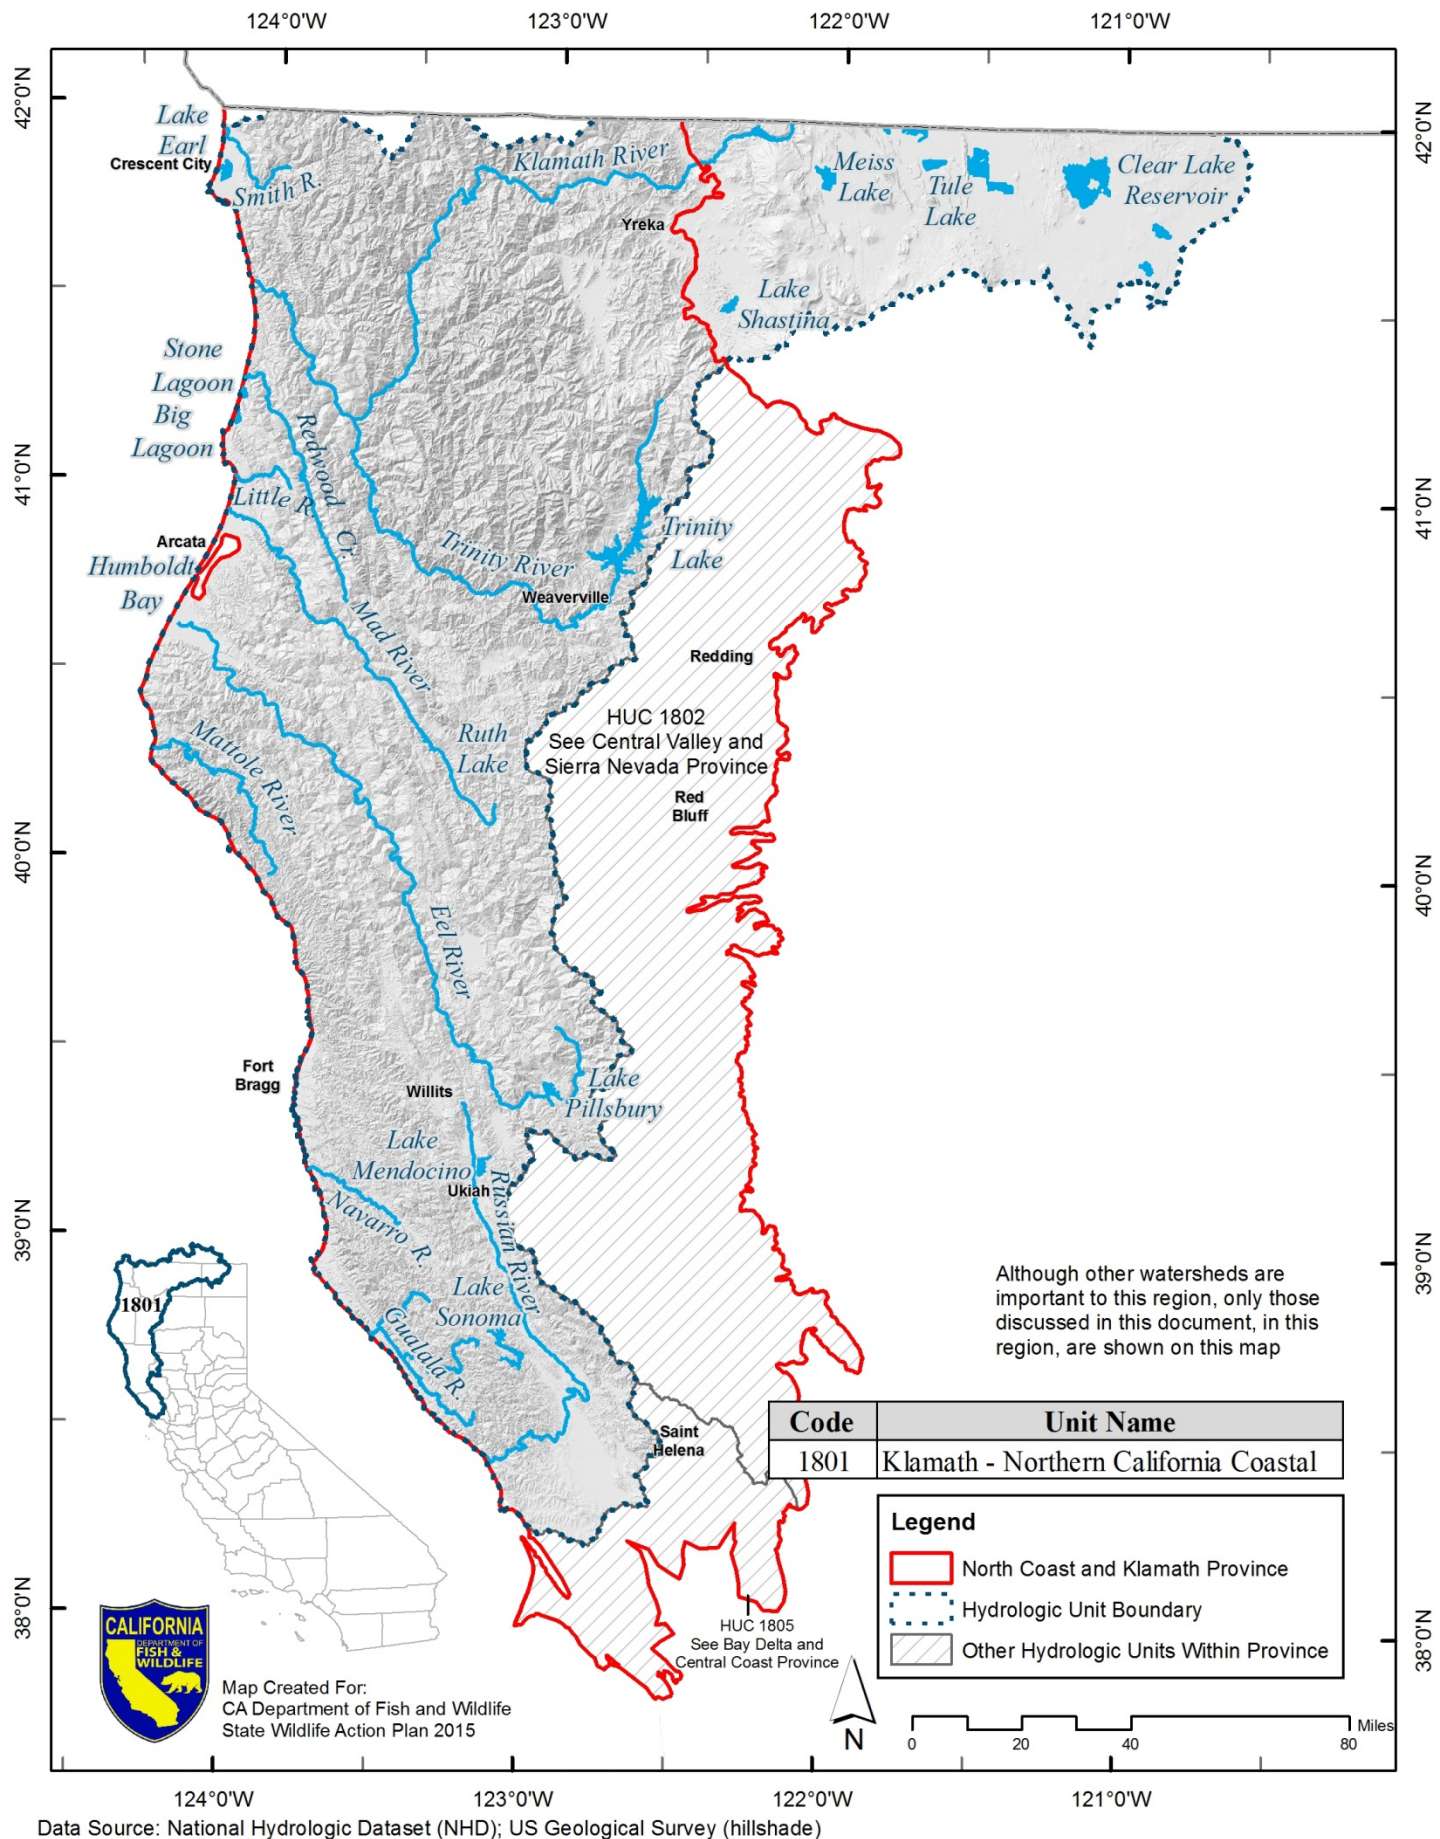 124°0'W
123°0'W
122°0'W
121°0'W
42°0'N
42°0'N
Lake
Earl
Crescent City
Smith R.
Klamath River
Meiss
Lake
Tule
Lake
Clear Lake
Reservoir
Yreka
Lake
Shastina
Stone
Lagoon
Big
Lagoon
Redwood Cr.
41°0'N
41°0'N
Little R.
Arcata
Humboldt
Bay
Trinity River
Trinity
Lake
Weaverville
Mad River
Redding
HUC 1802
See Central Valley and
Sierra Nevada Province
Ruth
Lake
Mattole River
Red
Bluff
40°0'N
40°0'N
Eel River
Fort
Bragg
Willits
Lake
Pillsbury
Lake
Mendocino
Ukiah
Russian River
Navarro R.
39°0'N
39°0'N
Lake
Sonoma
Gualala R.
1801
Although other watersheds are
important to this region, only those
discussed in this document, in this
region, are shown on this map
Saint
Helena
Code Unit Name
1801 Klamath - Northern California Coastal
Legend
North Coast and Klamath Province
Hydrologic Unit Boundary
Other Hydrologic Units Within Province
38°0'N
38°0'N
HUC 1805
See Bay Delta and
Central Coast Province
CALIFORNIA
DEPARTMENT OF
FISH &
WILDLIFE
Map Created For:
CA Department of Fish and Wildlife
State Wildlife Action Plan 2015
N
Miles
0 20 40 80
124°0'W
123°0'W
122°0'W
121°0'W
Data Source: National Hydrologic Dataset (NHD); US Geological Survey (hillshade)